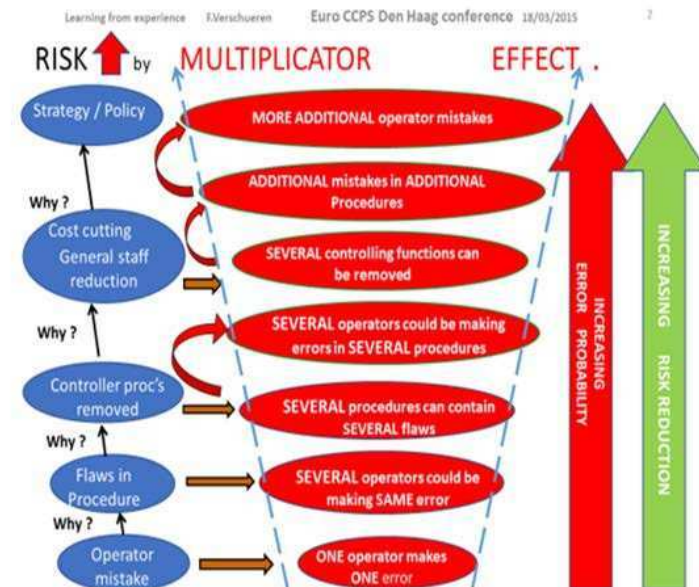 Learning from experience F.Verschueren Euro CCPS Den Haag conference 18/03/2015 7
RISK by MULTIPLICATOR EFFECT .
Strategy / Policy
MORE ADDITIONAL operator mistakes
ADDITIONAL mistakes in ADDITIONAL
Procedures
Why ?
Cost cutting
General staff
reduction
SEVERAL controlling functions can
be removed
Why ?
SEVERAL operators could be making
errors in SEVERAL procedures
Controller proc's
removed
SEVERAL procedures can contain
SEVERAL flaws
Why ?
Flaws in
Procedure
SEVERAL operators could be
making SAME error
Why ?
Operator
mistake
ONE operator makes
ONE error
INCREASING
ERROR PROBABILITY
INCREASING RISK REDUCTION